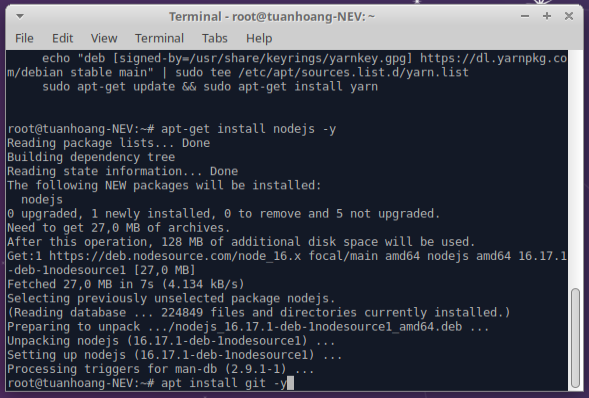 Terminal - root@tuanhoang-NEV: ~
File Edit View Terminal Tabs Help
echo "deb [signed-by=/usr/share/keyrings/yarnkey.gpg] https://dl.yarnpkg.co
m/debian stable main" | sudo tee /etc/apt/sources.list.d/yarn.list
sudo apt-get update && sudo apt-get install yarn
root@tuanhoang-NEV:~# apt-get install nodejs -y
Reading package lists... Done
Building dependency tree
Reading state information... Done
The following NEW packages will be installed:
nodejs
0 upgraded, 1 newly installed, 0 to remove and 5 not upgraded.
Need to get 27,0 MB of archives.
After this operation, 128 MB of additional disk space will be used.
Get:1 https://deb.nodesource.com/node_16.x focal/main amd64 nodejs amd64 16.17.1
-deb-1nodesource1 [27,0 MB]
Fetched 27,0 MB in 7s (4.134 kB/s)
Selecting previously unselected package nodejs.
(Reading database ... 224849 files and directories currently installed.)
Preparing to unpack .../nodejs_16.17.1-deb-1nodesource1_amd64.deb ...
Unpacking nodejs (16.17.1-deb-1nodesource1) ...
Setting up nodejs (16.17.1-deb-1nodesource1) ...
Processing triggers for man-db (2.9.1-1) ...
root@tuanhoang-NEV:~# apt install git -y